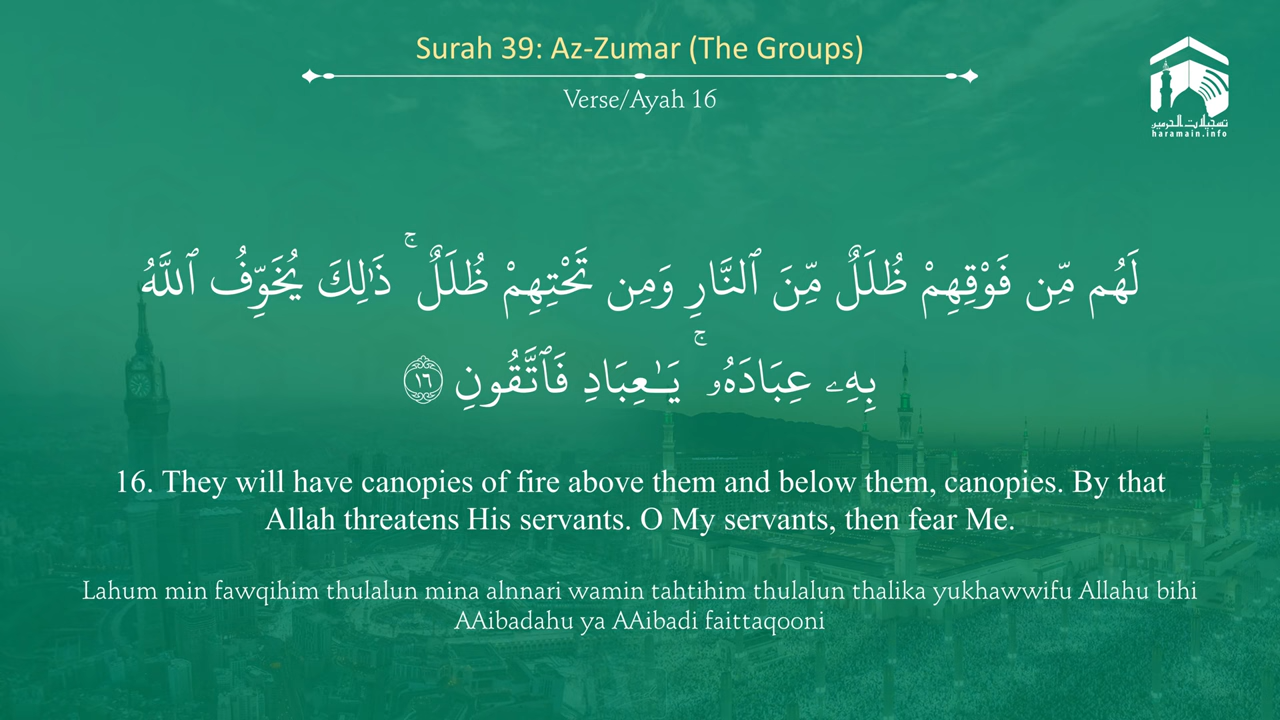 Surah 39: Az-Zumar (The Groups)
Verse/Ayah 16
تسجيلات الحرمين
haramain.info
لَهُم مِّن فَوْقِهِمْ ظُلَلٌ مِّنَ ٱلنَّارِ وَمِن تَحْتِهِمْ ظُلَلٌ ۚ ذَٰلِكَ يُخَوِّفُ ٱللَّهُ
بِهِۦ عِبَادَهُۥ ۚ يَـٰعِبَادِ فَٱتَّقُونِ ١٦
16. They will have canopies of fire above them and below them, canopies. By that
Allah threatens His servants. O My servants, then fear Me.
Lahum min fawqihim thulalun mina alnnari wamin tahtihim thulalun thalika yukhawwifu Allahu bihi
AAibadahu ya AAibadi faittaqooni